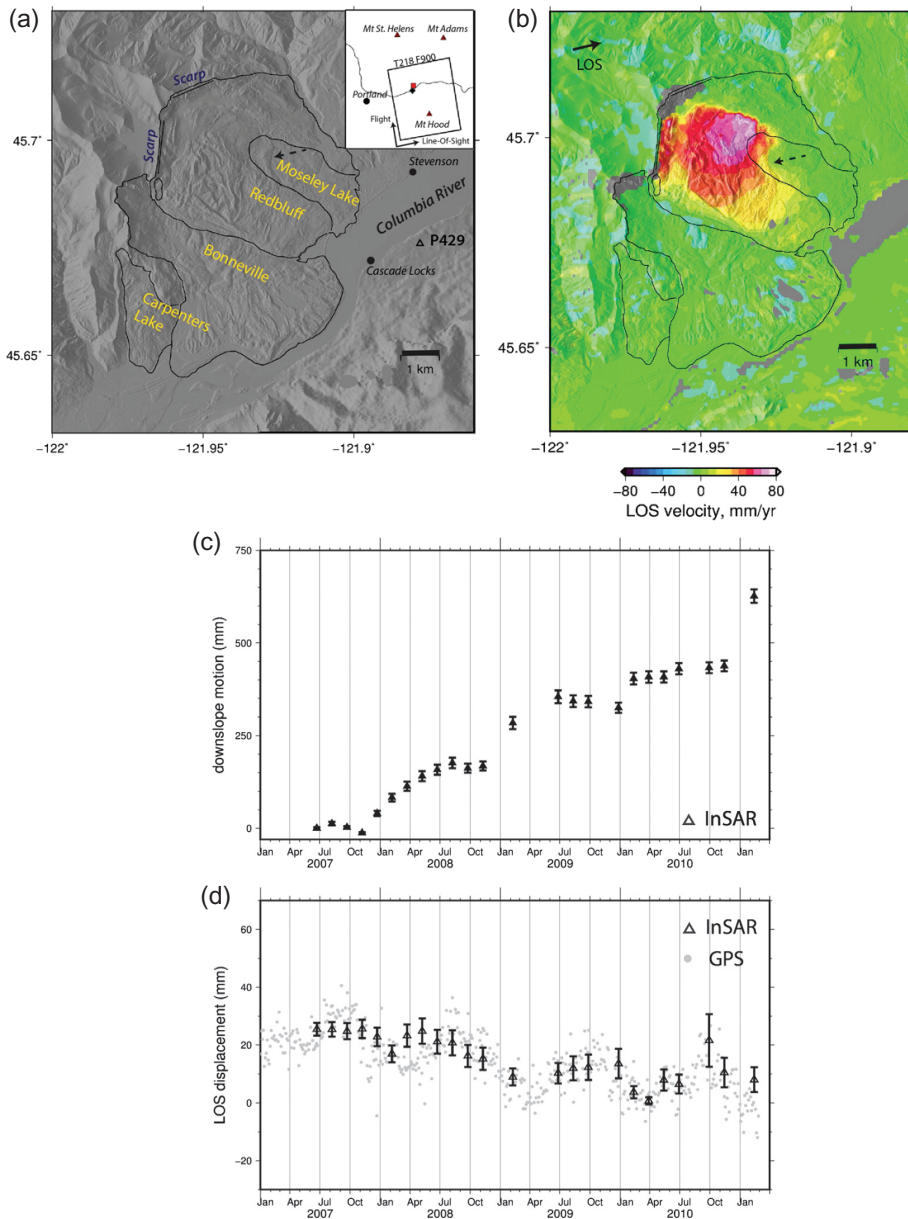 (a)
Scarp
Scarp
Mt St. Helens
Mt Adams
T218 F900
Portland
Mt Hood
Flight
Line-Of-Sight
45.7°
Moseley Lake
Stevenson
Redbluff
Columbia River
P429
Bonneville
Cascade Locks
Carpenters
Lake
45.65°
1 km
-122°
-121.95°
-121.9°
(b)
LOS
45.7°
45.65°
1 km
-122°
-121.95°
-121.9°
-80 -40 0 40 80
LOS velocity, mm/yr
(c)
750
500
250
0
downslope motion (mm)
InSAR
Jan Apr Jul Oct Jan Apr Jul Oct Jan Apr Jul Oct Jan Apr Jul Oct Jan
2007 2008 2009 2010
(d)
60
40
20
0
-20
LOS displacement (mm)
InSAR
GPS
Jan Apr Jul Oct Jan Apr Jul Oct Jan Apr Jul Oct Jan Apr Jul Oct Jan
2007 2008 2009 2010